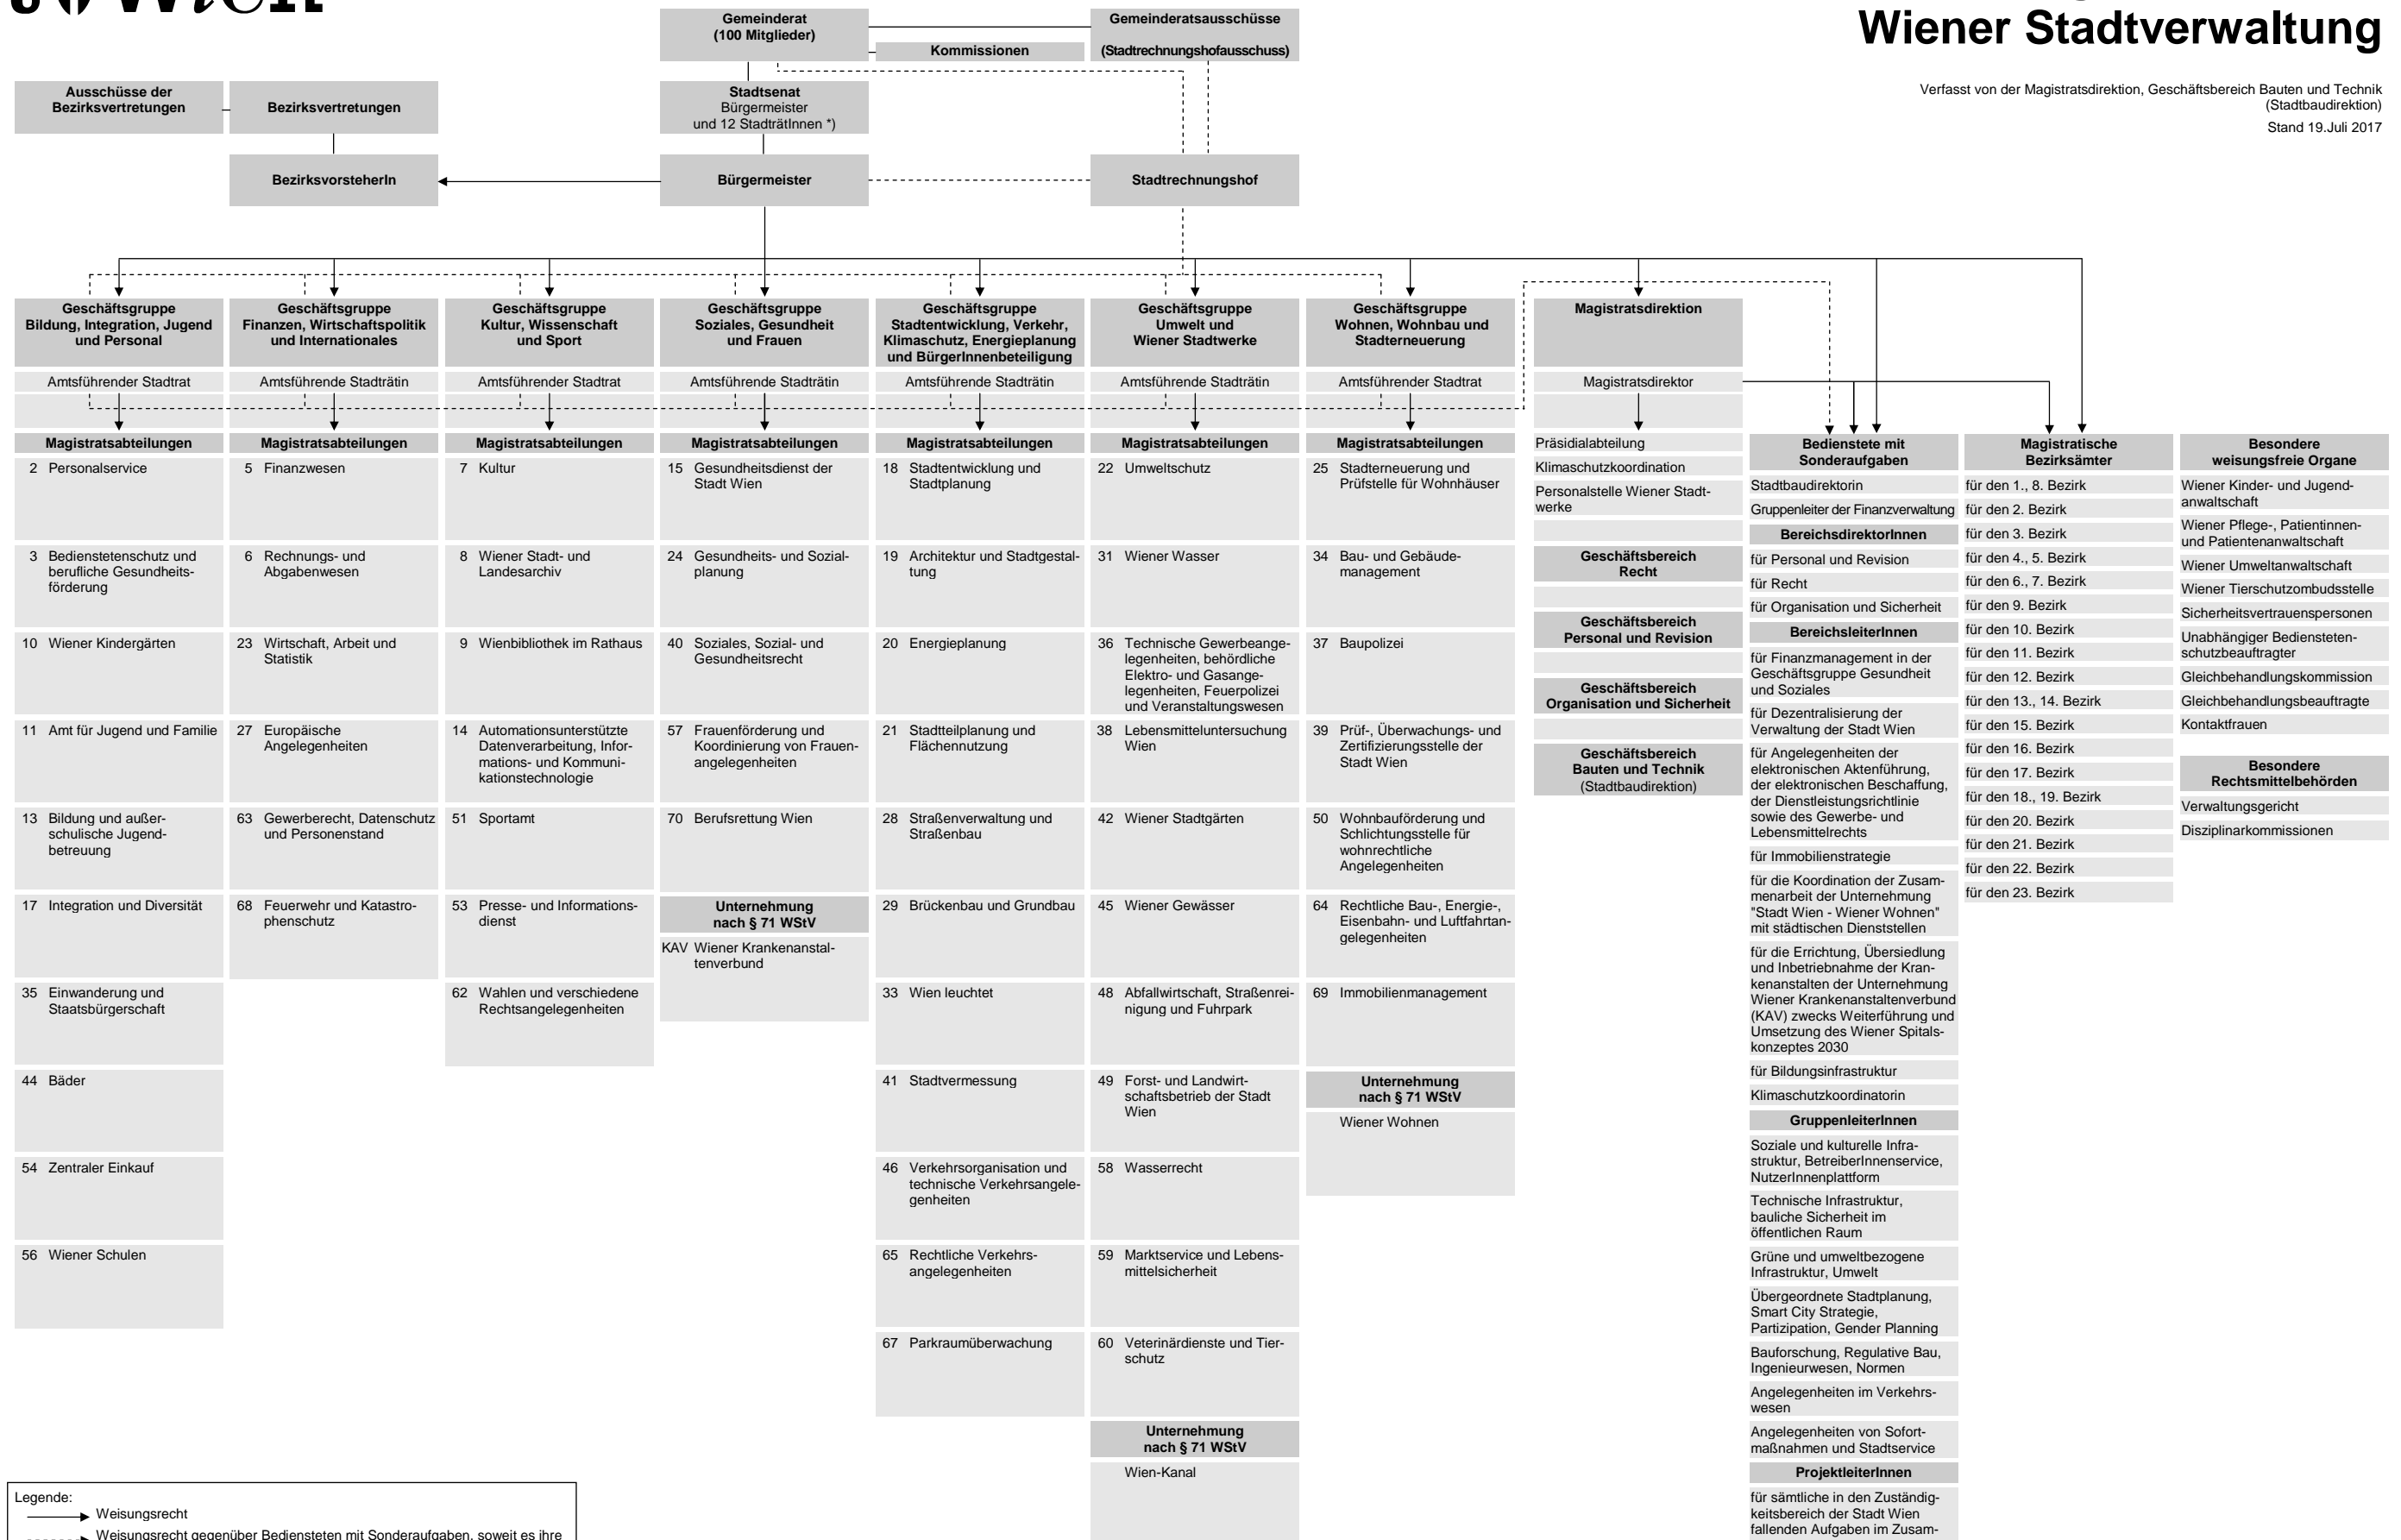 Wien
Wiener Stadtverwaltung
Verfasst von der Magistratsdirektion, Geschäftsbereich Bauten und Technik
(Stadtbaudirektion)
Stand 19.Juli 2017
Gemeinderat
(100 Mitglieder)
Kommissionen
Gemeinderatsausschüsse
(Stadtrechnungshofausschuss)
Ausschüsse der
Bezirksvertretungen
Bezirksvertretungen
Stadtsenat
Bürgermeister
und 12 StadträtInnen *)
BezirksvorsteherIn
Bürgermeister
Stadtrechnungshof
Geschäftsgruppe
Bildung, Integration, Jugend
und Personal
Amtsführender Stadtrat
Magistratsabteilungen
2 Personalservice
3 Bedienstetenschutz und
berufliche Gesundheits-
förderung
10 Wiener Kindergärten
11 Amt für Jugend und Familie
13 Bildung und außer-
schulische Jugend-
betreuung
17 Integration und Diversität
35 Einwanderung und
Staatsbürgerschaft
44 Bäder
54 Zentraler Einkauf
56 Wiener Schulen
Geschäftsgruppe
Finanzen, Wirtschaftspolitik
und Internationales
Amtsführende Stadträtin
Magistratsabteilungen
5 Finanzwesen
6 Rechnungs- und
Abgabenwesen
23 Wirtschaft, Arbeit und
Statistik
27 Europäische
Angelegenheiten
63 Gewerberecht, Datenschutz
und Personenstand
68 Feuerwehr und Katastro-
phenschutz
Geschäftsgruppe
Kultur, Wissenschaft
und Sport
Amtsführender Stadtrat
Magistratsabteilungen
7 Kultur
8 Wiener Stadt- und
Landesarchiv
9 Wienbibliothek im Rathaus
14 Automationsunterstützte
Datenverarbeitung, Infor-
mations- und Kommuni-
kationstechnologie
51 Sportamt
53 Presse- und Informations-
dienst
62 Wahlen und verschiedene
Rechtsangelegenheiten
Geschäftsgruppe
Soziales, Gesundheit
und Frauen
Amtsführende Stadträtin
Magistratsabteilungen
15 Gesundheitsdienst der
Stadt Wien
24 Gesundheits- und Sozial-
planung
40 Soziales, Sozial- und
Gesundheitsrecht
57 Frauenförderung und
Koordinierung von Frauen-
angelegenheiten
70 Berufsrettung Wien
Unternehmung
nach § 71 WStV
KAV Wiener Krankenanstal-
tenverbund
Geschäftsgruppe
Stadtentwicklung, Verkehr,
Klimaschutz, Energieplanung
und BürgerInnenbeteiligung
Amtsführende Stadträtin
Magistratsabteilungen
18 Stadtentwicklung und
Stadtplanung
19 Architektur und Stadtgestal-
tung
20 Energieplanung
21 Stadtteilplanung und
Flächennutzung
28 Straßenverwaltung und
Straßenbau
29 Brückenbau und Grundbau
33 Wien leuchtet
41 Stadtvermessung
46 Verkehrsorganisation und
technische Verkehrsangele-
genheiten
65 Rechtliche Verkehrs-
angelegenheiten
67 Parkraumüberwachung
Geschäftsgruppe
Umwelt und
Wiener Stadtwerke
Amtsführende Stadträtin
Magistratsabteilungen
22 Umweltschutz
31 Wiener Wasser
36 Technische Gewerbeange-
legenheiten, behördliche
Elektro- und Gasange-
legenheiten, Feuerpolizei
und Veranstaltungswesen
38 Lebensmitteluntersuchung
Wien
42 Wiener Stadtgärten
45 Wiener Gewässer
48 Abfallwirtschaft, Straßenrei-
nigung und Fuhrpark
49 Forst- und Landwirt-
schaftsbetrieb der Stadt
Wien
58 Wasserrecht
59 Marktservice und Lebens-
mittelsicherheit
60 Veterinärdienste und Tier-
schutz
Unternehmung
nach § 71 WStV
Wien-Kanal
Geschäftsgruppe
Wohnen, Wohnbau und
Stadterneuerung
Amtsführender Stadtrat
Magistratsabteilungen
25 Stadterneuerung und
Prüfstelle für Wohnhäuser
34 Bau- und Gebäude-
management
37 Baupolizei
39 Prüf-, Überwachungs- und
Zertifizierungsstelle der
Stadt Wien
50 Wohnbauförderung und
Schlichtungsstelle für
wohnrechtliche
Angelegenheiten
64 Rechtliche Bau-, Energie-,
Eisenbahn- und Luftfahrtan-
gelegenheiten
69 Immobilienmanagement
Unternehmung
nach § 71 WStV
Wiener Wohnen
Magistratsdirektion
Magistratsdirektor
Präsidialabteilung
Klimaschutzkoordination
Personalstelle Wiener Stadt-
werke
Geschäftsbereich
Recht
Geschäftsbereich
Personal und Revision
Geschäftsbereich
Organisation und Sicherheit
Geschäftsbereich
Bauten und Technik
(Stadtbaudirektion)
Bedienstete mit
Sonderaufgaben
Stadtbaudirektorin
Gruppenleiter der Finanzverwaltung
BereichsdirektorInnen
für Personal und Revision
für Recht
für Organisation und Sicherheit
BereichsleiterInnen
für Finanzmanagement in der
Geschäftsgruppe Gesundheit
und Soziales
für Dezentralisierung der
Verwaltung der Stadt Wien
für Angelegenheiten der
elektronischen Aktenführung,
der elektronischen Beschaffung,
der Dienstleistungsrichtlinie
sowie des Gewerbe- und
Lebensmittelrechts
für Immobilienstrategie
für die Koordination der Zusam-
menarbeit der Unternehmung
"Stadt Wien - Wiener Wohnen"
mit städtischen Dienststellen
für die Errichtung, Übersiedlung
und Inbetriebnahme der Kran-
kenanstalten der Unternehmung
Wiener Krankenanstaltenverbund
(KAV) zwecks Weiterführung und
Umsetzung des Wiener Spitals-
konzeptes 2030
für Bildungsinfrastruktur
Klimaschutzkoordinatorin
GruppenleiterInnen
Soziale und kulturelle Infra-
struktur, BetreiberInnenservice,
NutzerInnenplattform
Technische Infrastruktur,
bauliche Sicherheit im
öffentlichen Raum
Grüne und umweltbezogene
Infrastruktur, Umwelt
Übergeordnete Stadtplanung,
Smart City Strategie,
Partizipation, Gender Planning
Bauforschung, Regulative Bau,
Ingenieurwesen, Normen
Angelegenheiten im Verkehrs-
wesen
Angelegenheiten von Sofort-
maßnahmen und Stadtservice
ProjektleiterInnen
für sämtliche in den Zuständig-
keitsbereich der Stadt Wien
fallenden Aufgaben im Zusam-
Magistratische
Bezirksämter
für den 1., 8. Bezirk
für den 2. Bezirk
für den 3. Bezirk
für den 4., 5. Bezirk
für den 6., 7. Bezirk
für den 9. Bezirk
für den 10. Bezirk
für den 11. Bezirk
für den 12. Bezirk
für den 13., 14. Bezirk
für den 15. Bezirk
für den 16. Bezirk
für den 17. Bezirk
für den 18., 19. Bezirk
für den 20. Bezirk
für den 21. Bezirk
für den 22. Bezirk
für den 23. Bezirk
Besondere
weisungsfreie Organe
Wiener Kinder- und Jugend-
anwaltschaft
Wiener Pflege-, Patientinnen-
und Patientenanwaltschaft
Wiener Umweltanwaltschaft
Wiener Tierschutzombudsstelle
Sicherheitsvertrauenspersonen
Unabhängiger Bediensteten-
schutzbeauftragter
Gleichbehandlungskommission
Gleichbehandlungsbeauftragte
Kontaktfrauen
Besondere
Rechtsmittelbehörden
Verwaltungsgericht
Disziplinarkommissionen
Legende:
Weisungsrecht
Weisungsrecht gegenüber Bediensteten mit Sonderaufgaben, soweit es ihre